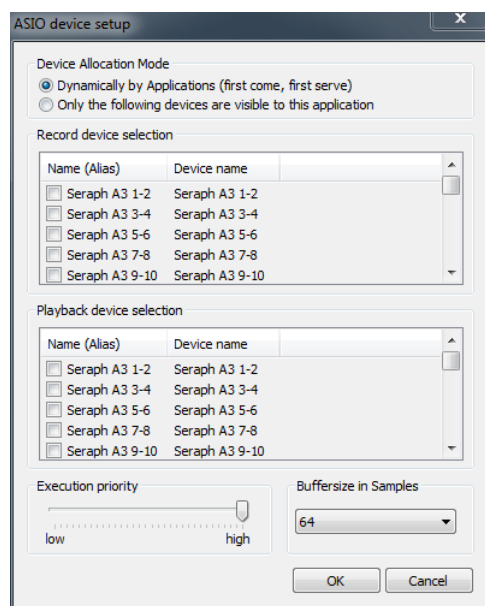 ASIO device setup
x
Device Allocation Mode
Dynamically by Applications (first come, first serve)
Only the following devices are visible to this application
Record device selection
Name (Alias) Device name
Seraph A3 1-2 Seraph A3 1-2
Seraph A3 3-4 Seraph A3 3-4
Seraph A3 5-6 Seraph A3 5-6
Seraph A3 7-8 Seraph A3 7-8
Seraph A3 9-10 Seraph A3 9-10
Playback device selection
Name (Alias) Device name
Seraph A3 1-2 Seraph A3 1-2
Seraph A3 3-4 Seraph A3 3-4
Seraph A3 5-6 Seraph A3 5-6
Seraph A3 7-8 Seraph A3 7-8
Seraph A3 9-10 Seraph A3 9-10
Execution priority Buffersize in Samples
64
low high
OK Cancel